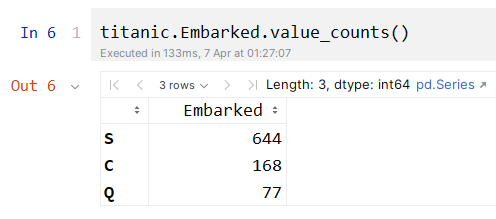 In 6 1 titanic.Embarked.value_counts()
Executed in 133ms, 7 Apr at 01:27:07
Out 6 3 rows Length: 3, dtype: int64 pd.Series
Embarked
S 644
C 168
Q 77